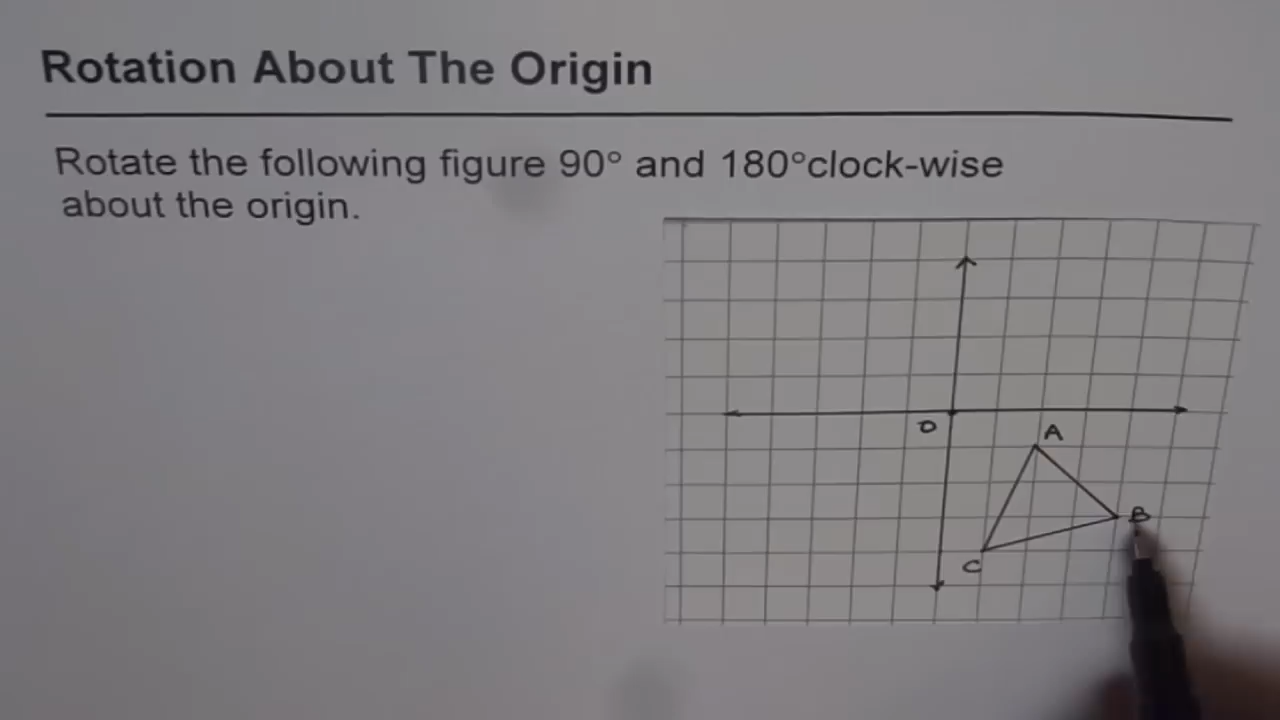 Rotation About The Origin
Rotate the following figure 90° and 180°clock-wise
about the origin.
O
A
B
C